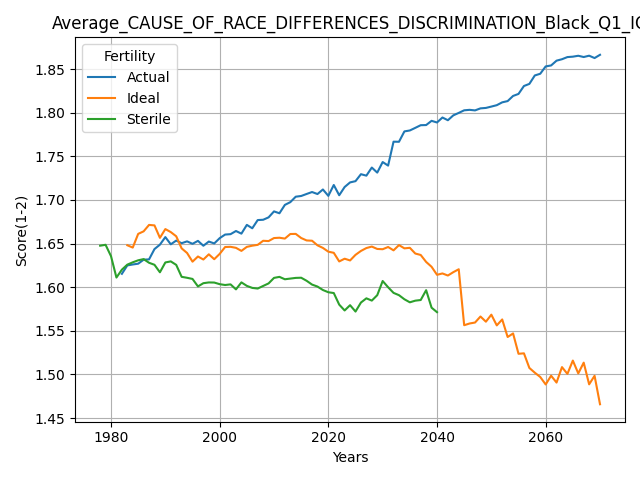 Average_CAUSE_OF_RACE_DIFFERENCES_DISCRIMINATION_Black_Q1_IQ
Fertility
Actual
Ideal
Sterile
Score(1-2)
1.85
1.80
1.75
1.70
1.65
1.60
1.55
1.50
1.45
1980
2000
2020
2040
2060
Years